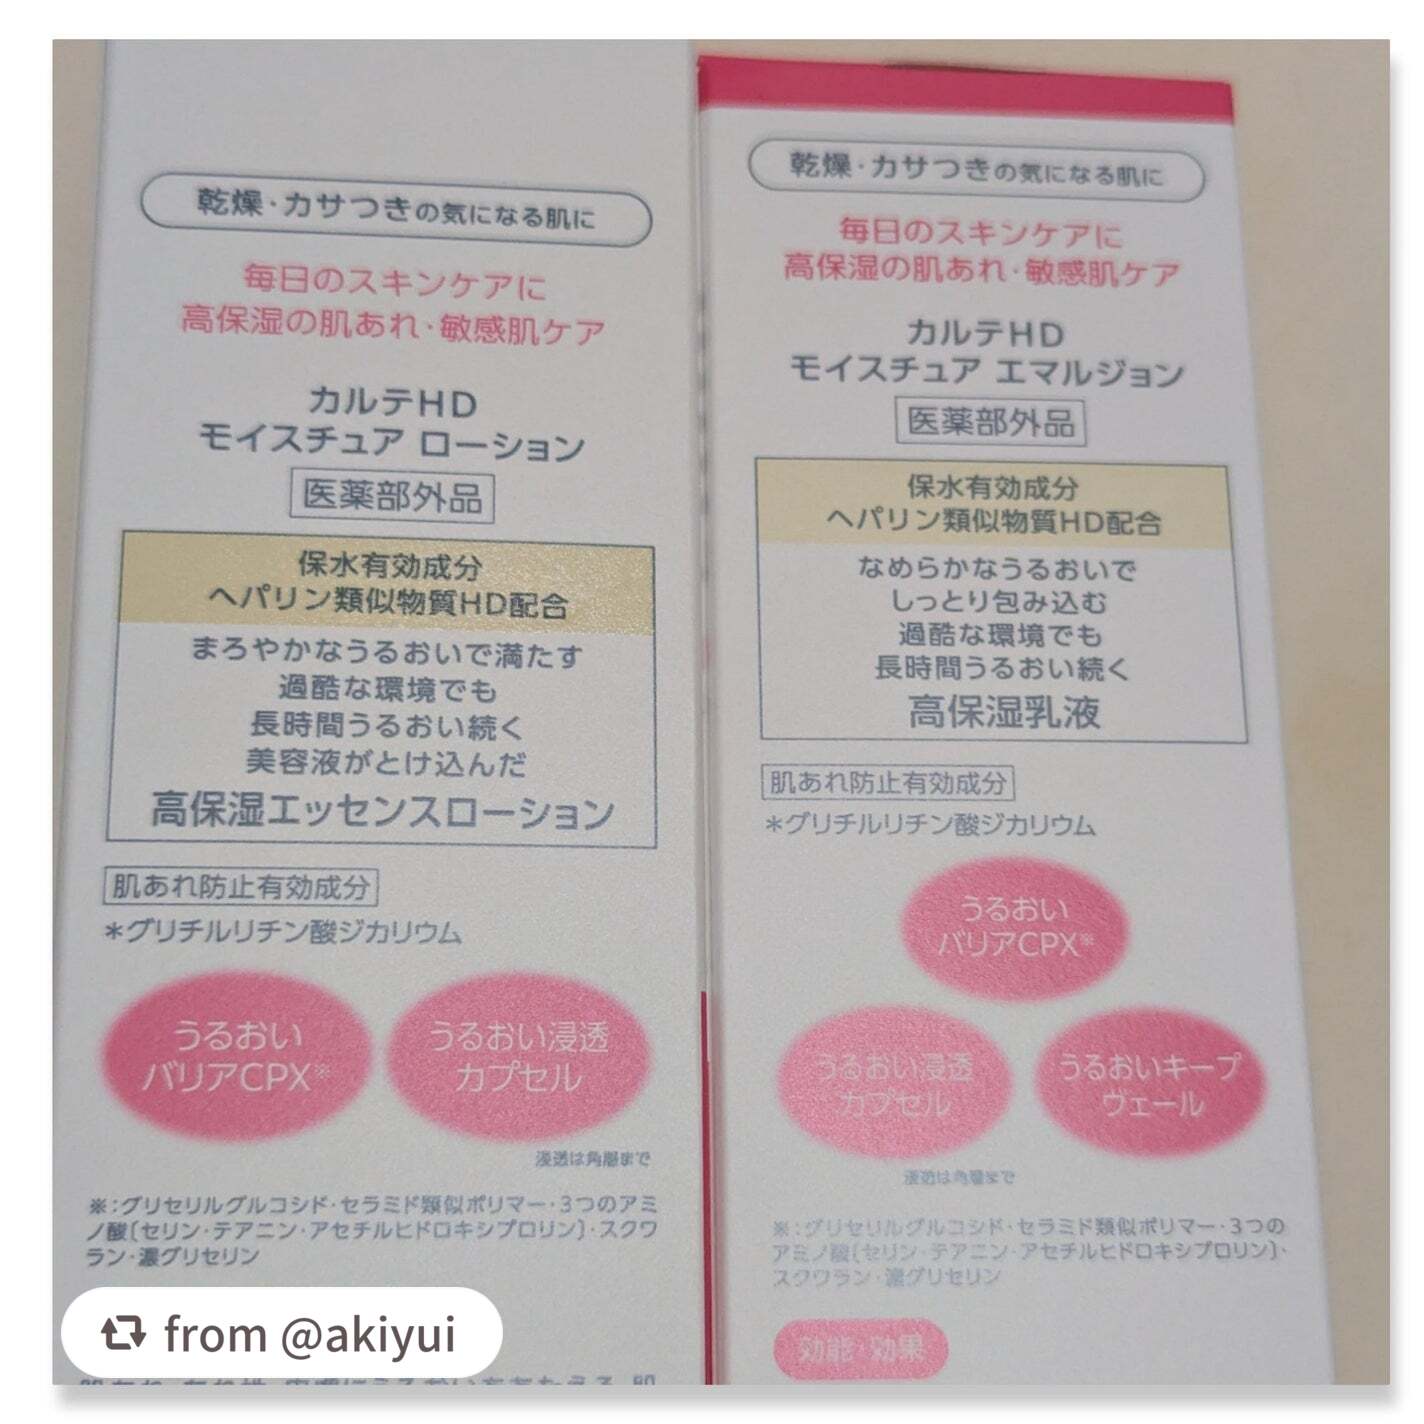 乾燥・カサつきの気になる肌に
毎日のスキンケアに
高保湿の肌あれ・敏感肌ケア
カルテHD
モイスチュア ローション
医薬部外品
保水有効成分
ヘパリン類似物質HD配合
まろやかなうるおいで満たす
過酷な環境でも
長時間うるおい続く
美容液がとけ込んだ
高保湿エッセンスローション
肌あれ防止有効成分
*グリチルリチン酸ジカリウム
うるおい
バリアCPX※
うるおい浸透
カプセル
浸透は角層まで
※:グリセリルグルコシド・セラミド類似ポリマー・3つのアミ
ノ酸〔セリン・テアニン・アセチルヒドロキシプロリン〕・スクワ
ラン・濃グリセリン
乾燥・カサつきの気になる肌に
毎日のスキンケアに
高保湿の肌あれ・敏感肌ケア
カルテHD
モイスチュア エマルジョン
医薬部外品
保水有効成分
ヘパリン類似物質HD配合
なめらかなうるおいで
しっとり包み込む
過酷な環境でも
長時間うるおい続く
高保湿乳液
肌あれ防止有効成分
*グリチルリチン酸ジカリウム
うるおい
バリアCPX※
うるおい浸透
カプセル
うるおいキープ
ヴェール
浸透は角層まで
※:グリセリルグルコシド・セラミド類似ポリマー・3つの
アミノ酸〔セリン・テアニン・アセチルヒドロキシプロリン〕・
スクワラン・濃グリセリン
効能・効果
from @akiyui